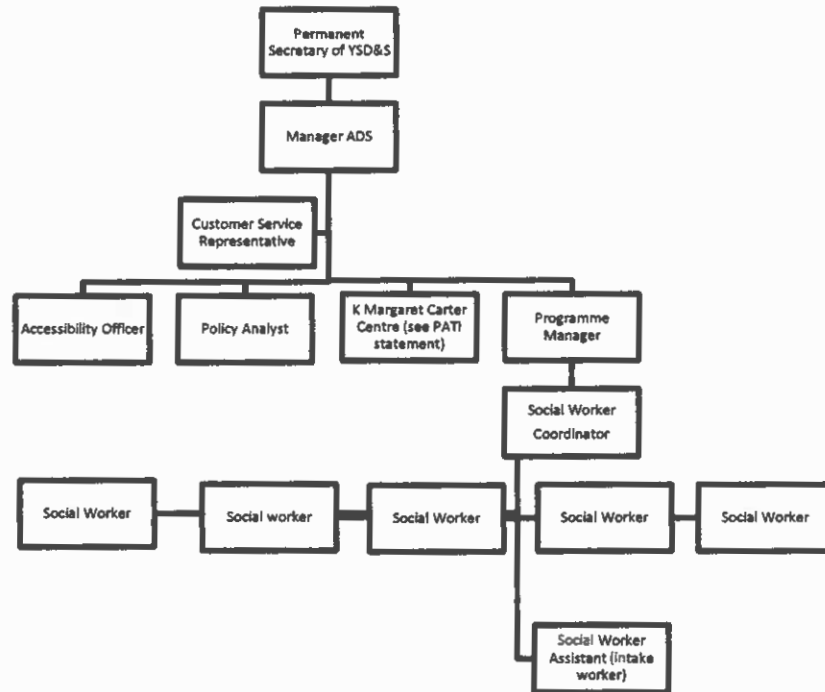 Permanent
Secretary of YSD&S
Manager ADS
Customer Service
Representative
Accessibility Officer
Policy Analyst
K Margaret Carter
Centre (see PATI
statement)
Programme
Manager
Social Worker
Coordinator
Social Worker
Social worker
Social Worker
Social Worker
Social Worker
Social Worker
Assistant (intake
worker)